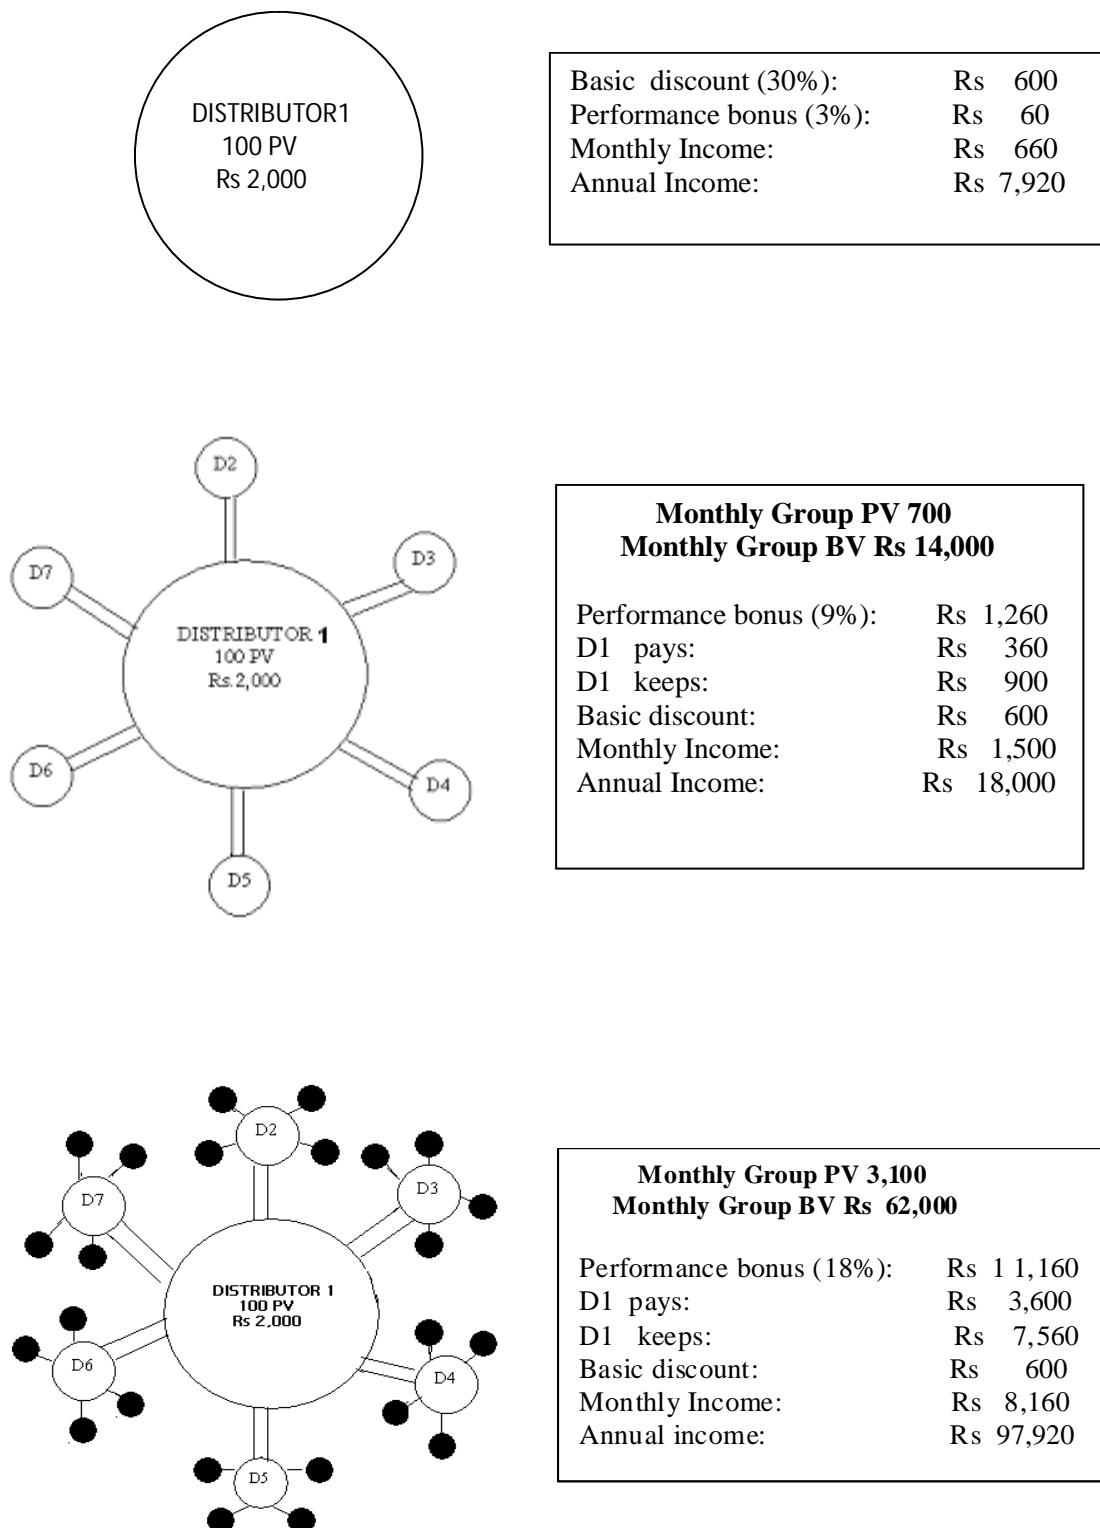 DISTRIBUTOR1
100 PV
Rs 2,000
Basic discount (30%): Rs 600
Performance bonus (3%): Rs 60
Monthly Income: Rs 660
Annual Income: Rs 7,920
D2
D3
D7
DISTRIBUTOR 1
100 PV
Rs.2,000
D6
D4
D5
Monthly Group PV 700
Monthly Group BV Rs 14,000
Performance bonus (9%): Rs 1,260
D1 pays: Rs 360
D1 keeps: Rs 900
Basic discount: Rs 600
Monthly Income: Rs 1,500
Annual Income: Rs 18,000
D2
D3
D7
DISTRIBUTOR 1
100 PV
Rs 2,000
D6
D4
D5
Monthly Group PV 3,100
Monthly Group BV Rs 62,000
Performance bonus (18%): Rs 1 1,160
D1 pays: Rs 3,600
D1 keeps: Rs 7,560
Basic discount: Rs 600
Monthly Income: Rs 8,160
Annual income: Rs 97,920